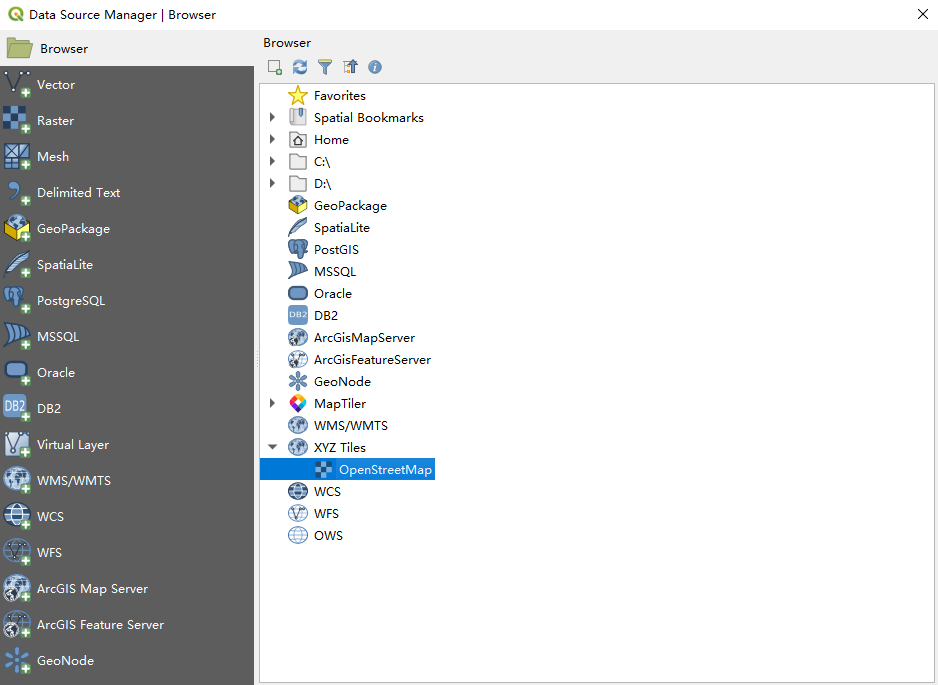 Data Source Manager | Browser
Browser
Vector
Raster
Mesh
Delimited Text
GeoPackage
SpatiaLite
PostgreSQL
MSSQL
Oracle
DB2
DB2
Virtual Layer
WMS/WMTS
WCS
WFS
ArcGIS Map Server
ArcGIS Feature Server
GeoNode
Browser
Favorites
Spatial Bookmarks
Home
C:\
D:\
GeoPackage
SpatiaLite
PostGIS
MSSQL
Oracle
DB2 DB2
ArcGisMapServer
ArcGisFeatureServer
GeoNode
MapTiler
WMS/WMTS
XYZ Tiles
OpenStreetMap
WCS
WFS
OWS